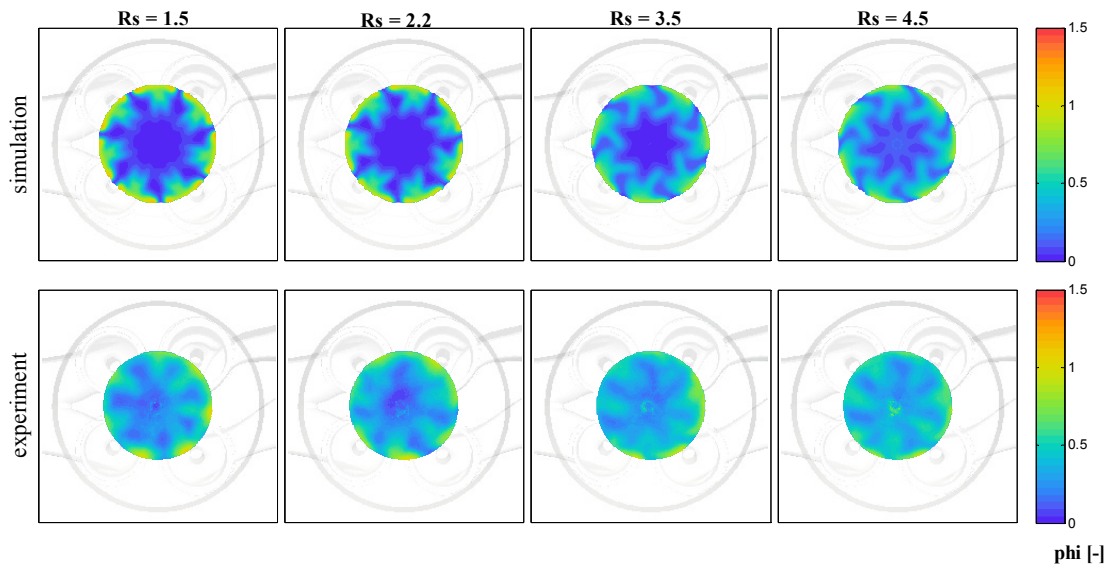 Rs = 1.5 Rs = 2.2 Rs = 3.5 Rs = 4.5
simulation
1.5
1
0.5
0
experiment
1.5
1
0.5
0
phi [-]